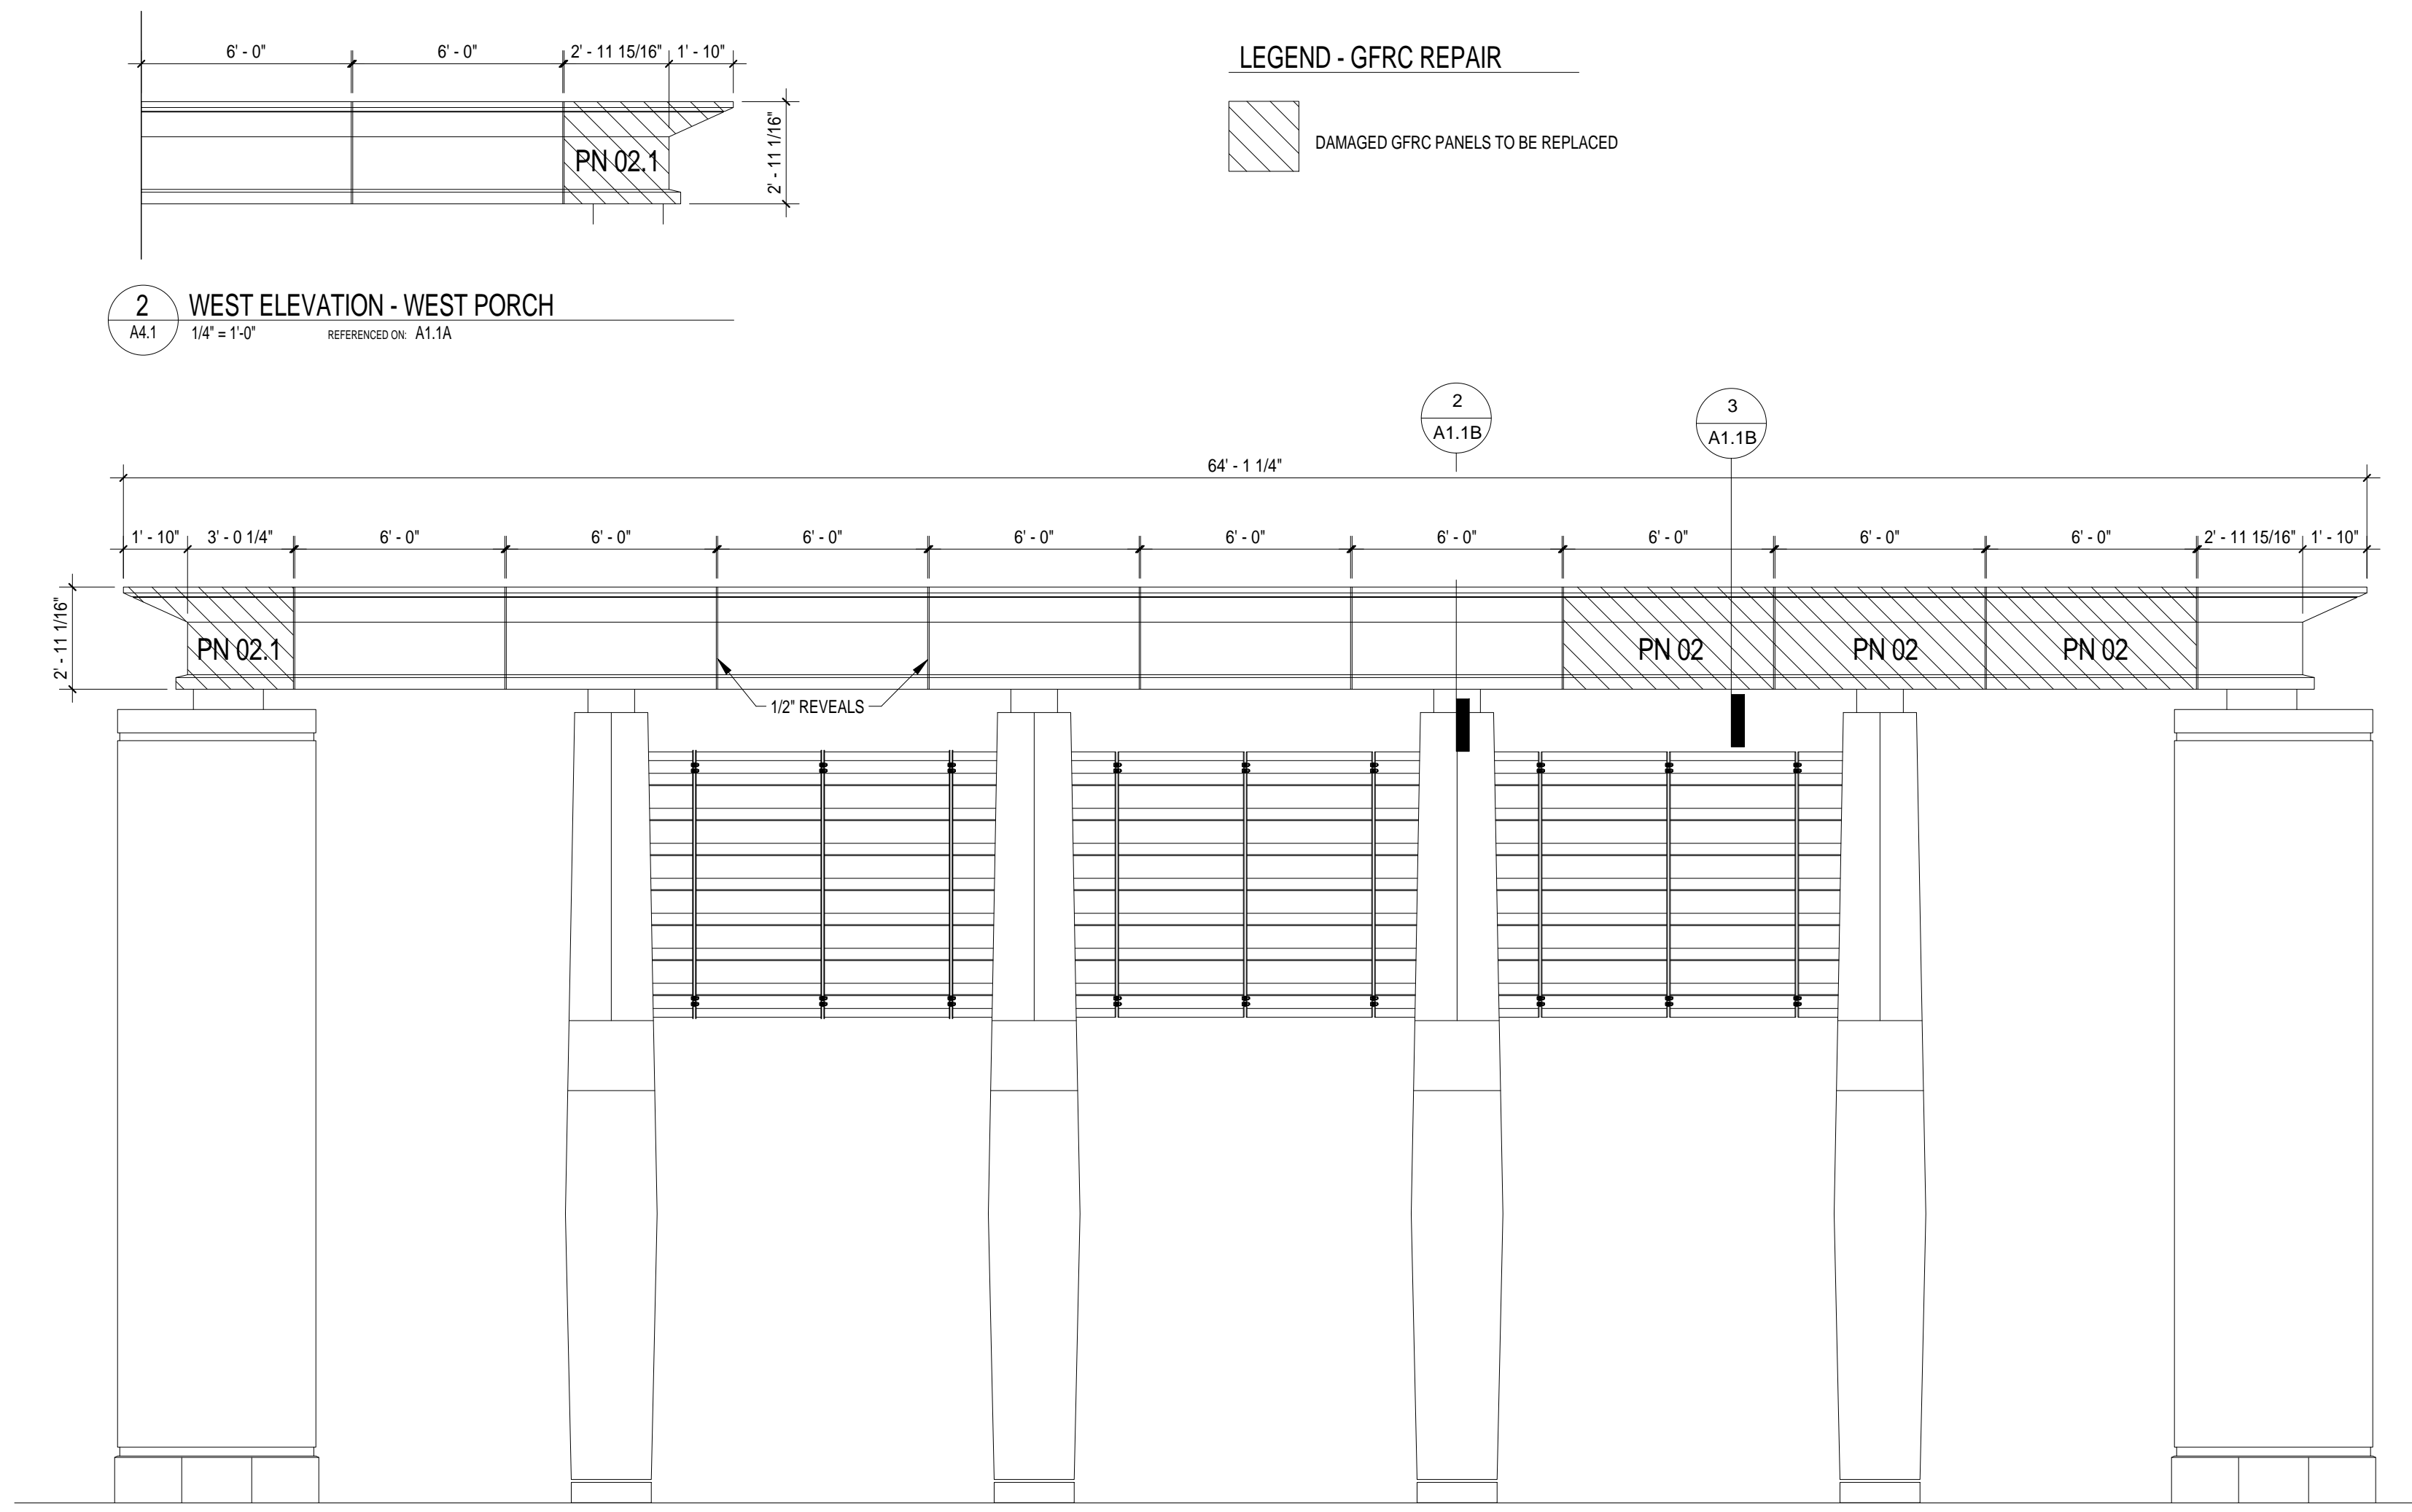 6' - 0"
6' - 0"
2' - 11 15/16"
1' - 10"
2' - 11 1/16"
PN 02.1
LEGEND - GFRC REPAIR
DAMAGED GFRC PANELS TO BE REPLACED
2
A4.1
WEST ELEVATION - WEST PORCH
1/4" = 1'-0"
REFERENCED ON: A1.1A
2
A1.1B
3
A1.1B
64' - 1 1/4"
1' - 10"
3' - 0 1/4"
6' - 0"
6' - 0"
6' - 0"
6' - 0"
6' - 0"
6' - 0"
6' - 0"
6' - 0"
6' - 0"
2' - 11 15/16"
1' - 10"
2' - 11 1/16"
PN 02.1
PN 02
PN 02
PN 02
1/2" REVEALS